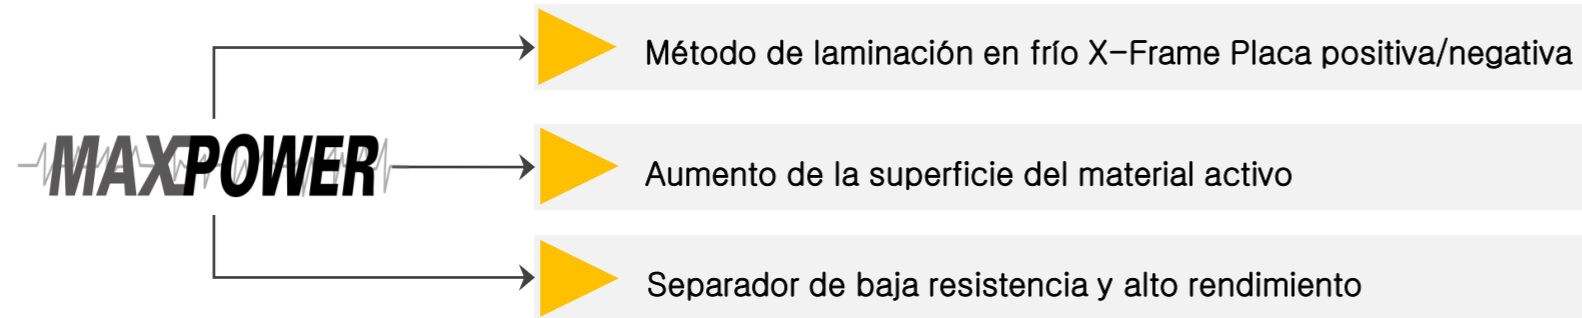 Método de laminación en frío X-Frame Placa positiva/negativa
MAXPOWER
Aumento de la superficie del material activo
Separador de baja resistencia y alto rendimiento